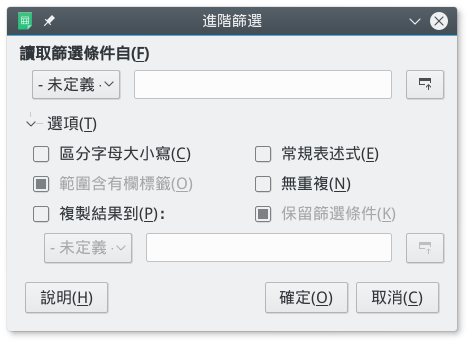 進階篩選
讀取篩選條件自(F)
- 未定義 -
選項(T)
區分字母大小寫(C) 常規表述式(E)
範圍含有欄標籤(O) 無重複(N)
複製結果到(P): 保留篩選條件(K)
- 未定義 -
說明(H) 確定(O) 取消(C)